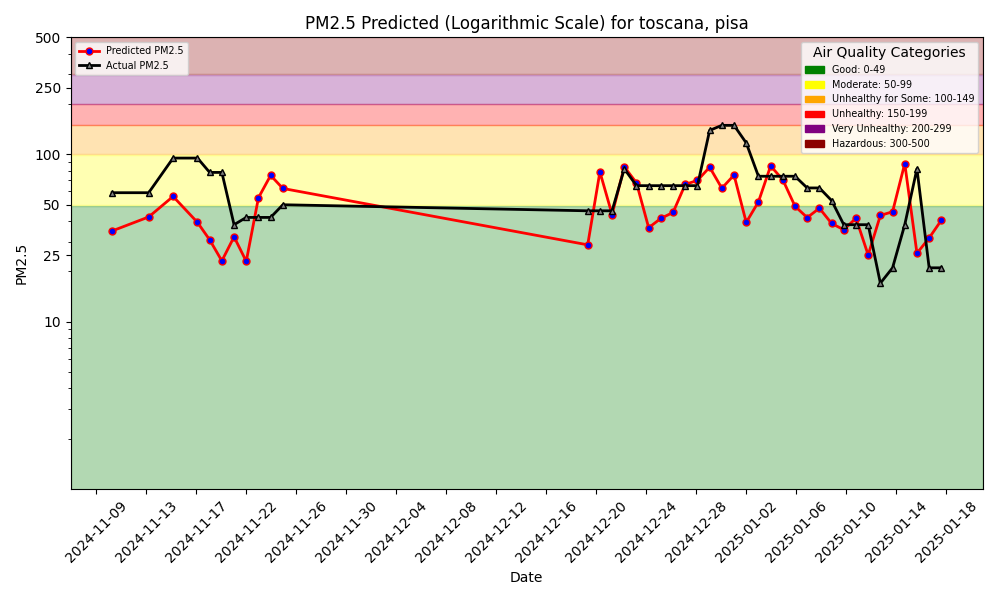 PM2.5 Predicted (Logarithmic Scale) for toscana, pisa
Predicted PM2.5
Actual PM2.5
Air Quality Categories
Good: 0-49
Moderate: 50-99
Unhealthy for Some: 100-149
Unhealthy: 150-199
Very Unhealthy: 200-299
Hazardous: 300-500
PM2.5
500
250
100
50
25
10
2024-11-09
2024-11-13
2024-11-17
2024-11-22
2024-11-26
2024-11-30
2024-12-04
2024-12-08
2024-12-12
2024-12-16
2024-12-20
2024-12-24
2024-12-28
2025-01-02
2025-01-06
2025-01-10
2025-01-14
2025-01-18
Date